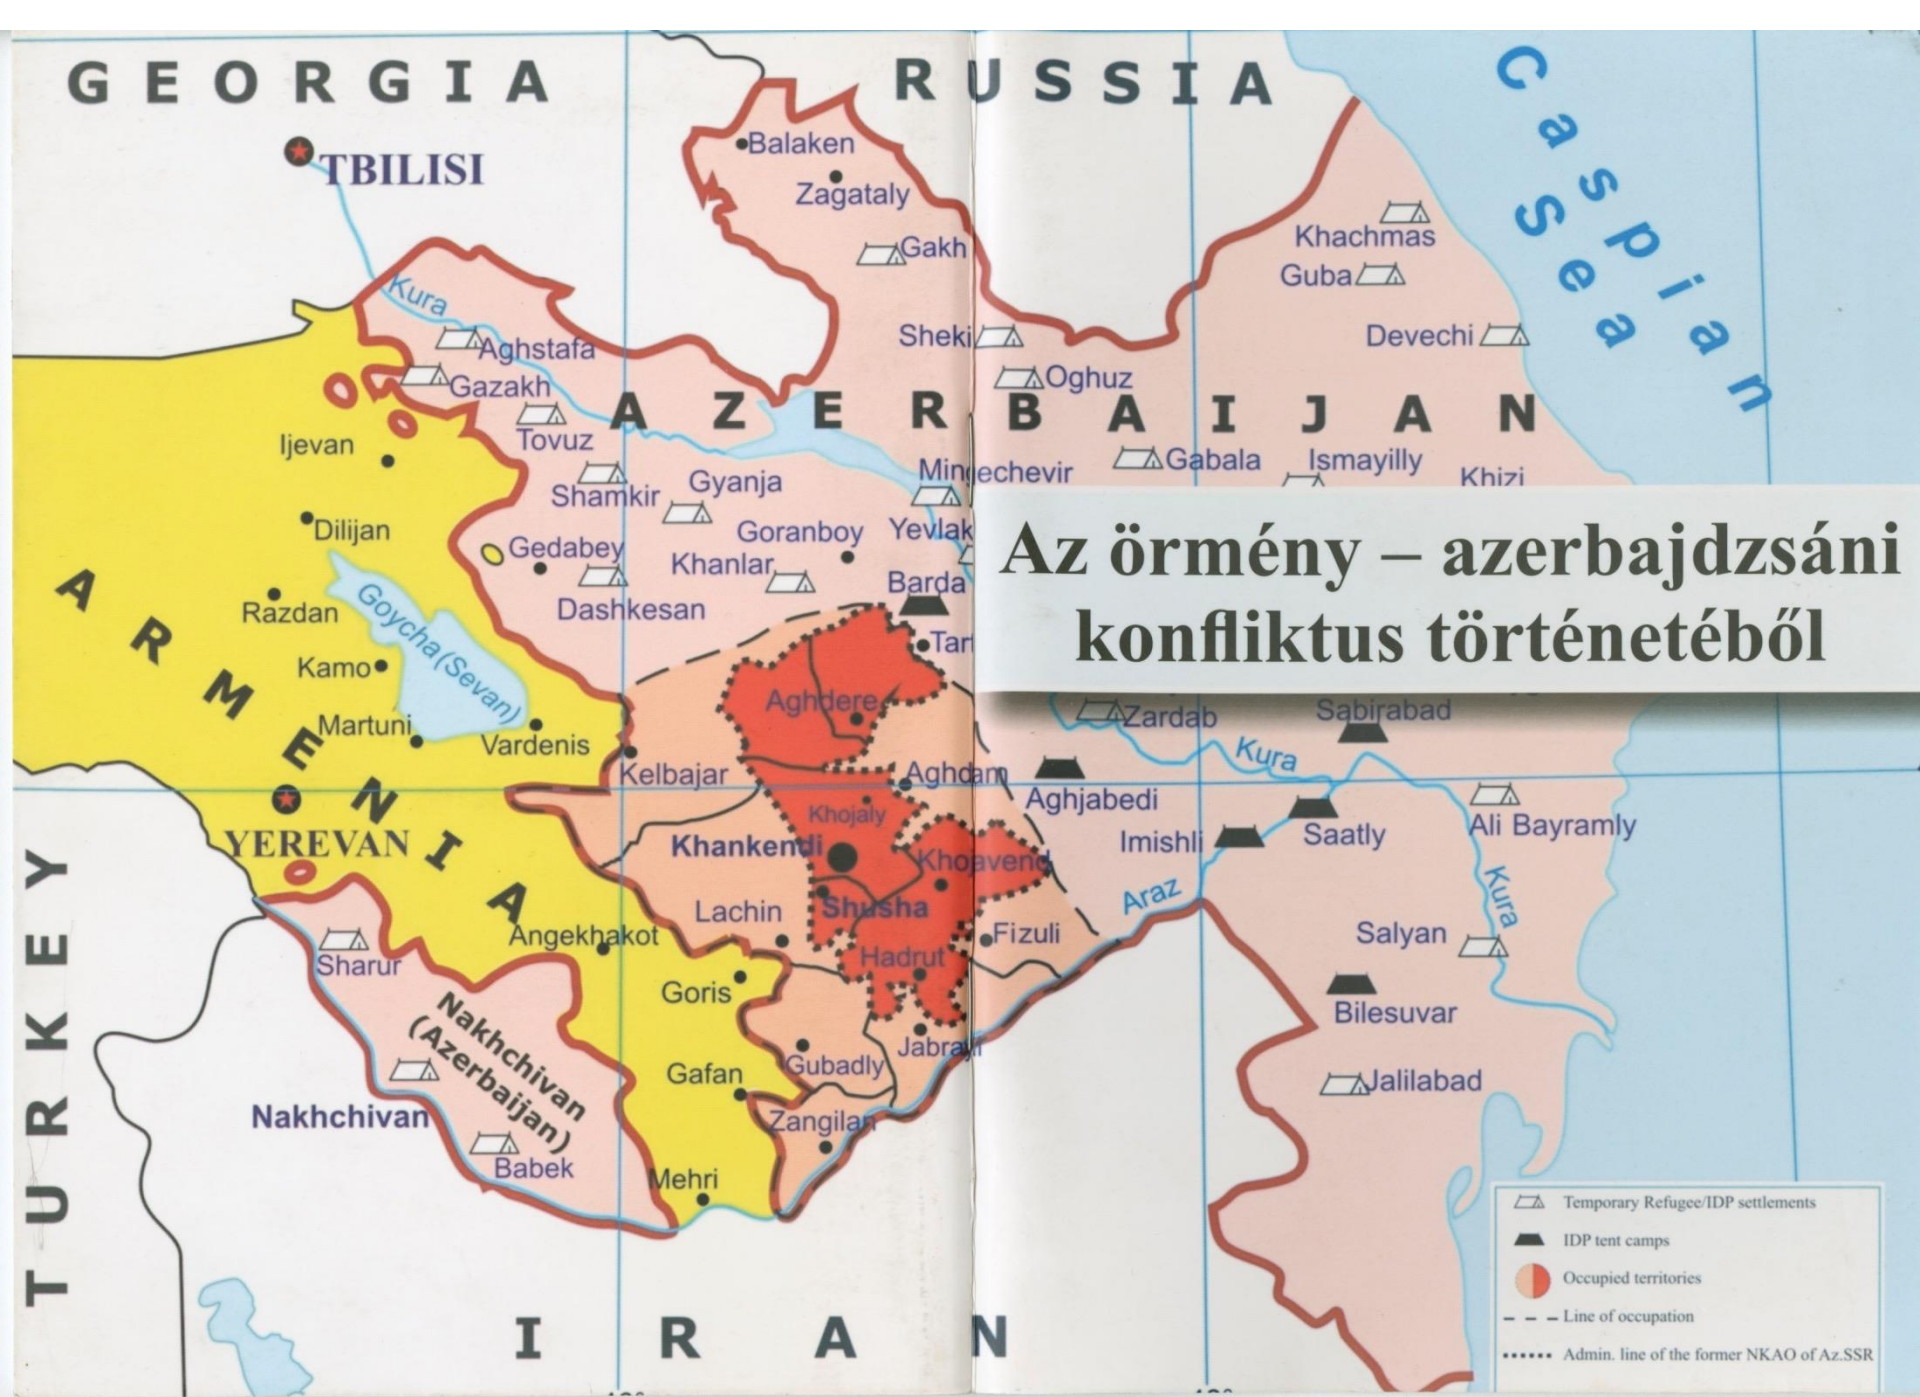 GEORGIA
RUSSIA
Caspian
Sea
TBILISI
Balaken
Zagataly
Gakh
Khachmas
Guba
Kura
Sheki
Devechi
Aghstafa
Gazakh
Oghuz
AZERBAIJAN
Tovuz
Ijevan
Gabala
Ismayilly
Khizi
Mingechevir
Shamkir
Gyanja
Dilijan
Goranboy
Yevlak
Gedabey
Khanlar
Barda
Az örmény – azerbajdzsáni
konfliktus történetéből
Dashkesan
Razdan
Goycha(Sevan)
ARMENIA
Kamo
Martuni
Vardenis
Aghdere
Zardab
Sabirabad
Kura
Kelbajar
Aghdam
Aghjabedi
Khojaly
Imishli
Saatly
Ali Bayramly
YEREVAN
Khankendi
Khojavend
Araz
Kura
Lachin
Shusha
Angekhakot
Fizuli
Salyan
Sharur
Hadrut
Goris
Bilesuvar
Nakhchivan
(Azerbaijan)
Gubadly
Gafan
Jalilabad
Nakhchivan
Zangilan
Babek
Mehri
TURKEY
IRAN
Temporary Refugee/IDP settlements
IDP tent camps
Occupied territories
Line of occupation
Admin. line of the former NKAO of Az.SSR